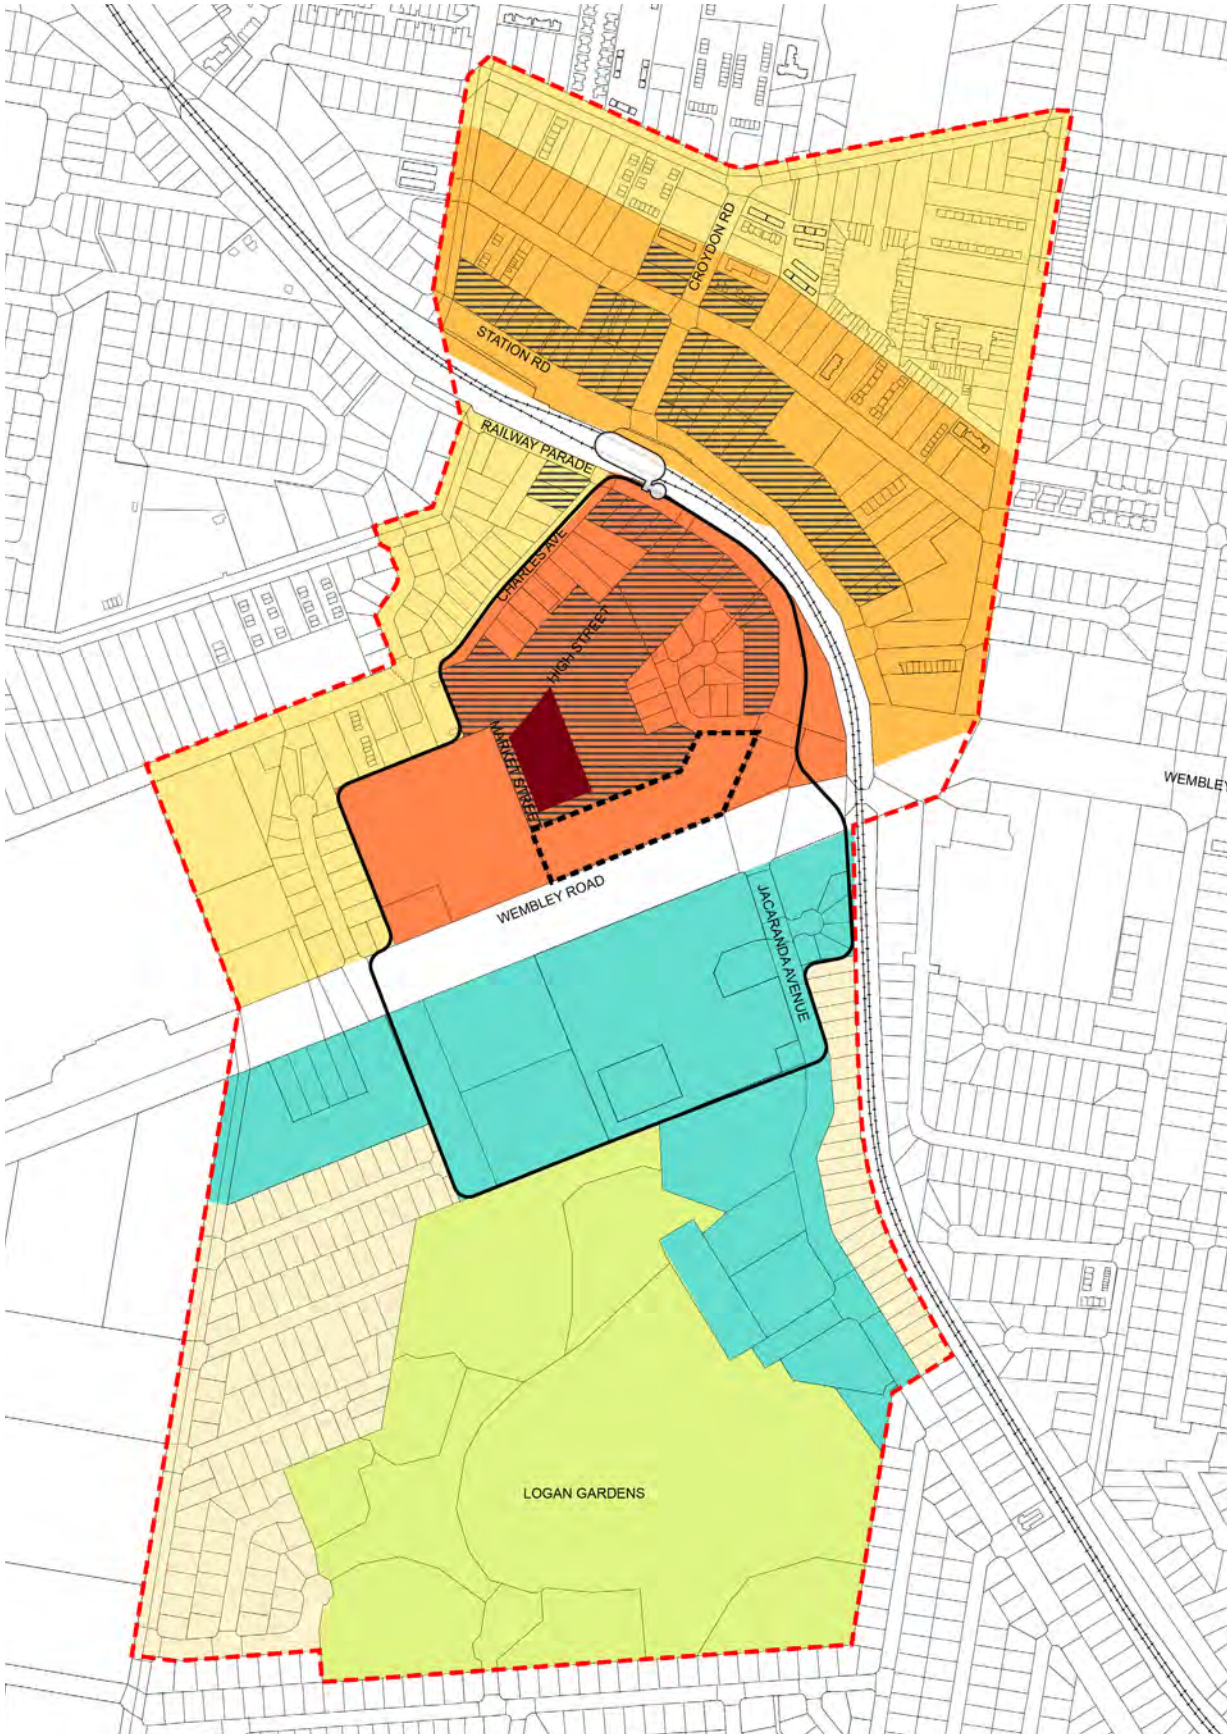 CROYDON RD
STATION RD
RAILWAY PARADE
CHARLES AVE
HIGH STREET
MARKET STREET
WEMBLEY
WEMBLEY ROAD
JACARANDA AVENUE
LOGAN GARDENS